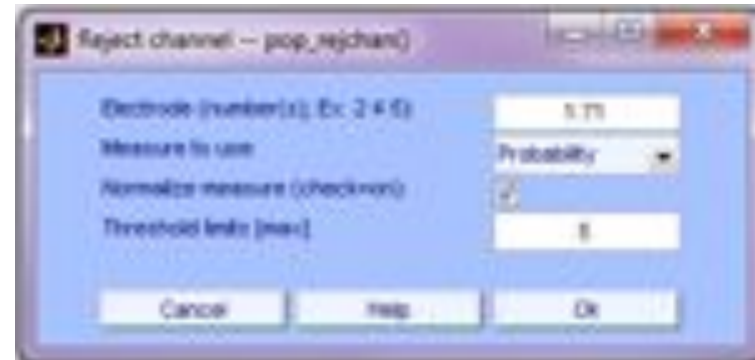 Reject channel -- pop_rejchan()
Electrode (number(s); Ex: 2 4 5)
Measure to use
Probability
Normalize measure (check=on)
Threshold limits [max]
5
Cancel
Help
Ok